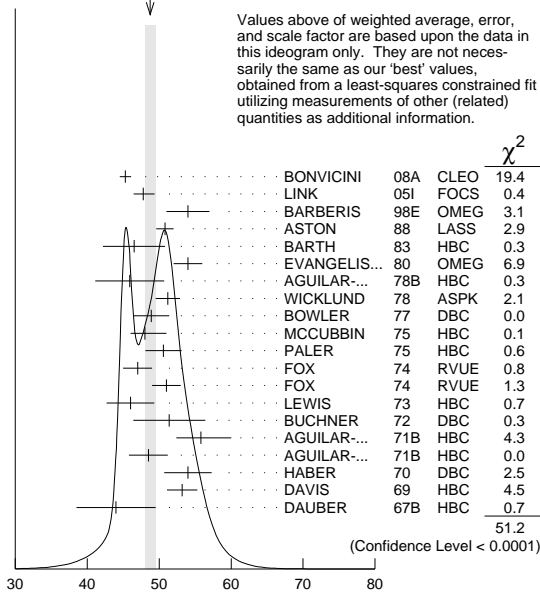 Values above of weighted average, error,
and scale factor are based upon the data in
this ideogram only. They are not neces-
sarily the same as our ‘best’ values,
obtained from a least-squares constrained fit
utilizing measurements of other (related)
quantities as additional information.
χ2
BONVICINI 08A CLEO 19.4
LINK 05I FOCS 0.4
BARBERIS 98E OMEG 3.1
ASTON 88 LASS 2.9
BARTH 83 HBC 0.3
EVANGELIS... 80 OMEG 6.9
AGUILAR-... 78B HBC 0.3
WICKLUND 78 ASPK 2.1
BOWLER 77 DBC 0.0
MCCUBBIN 75 HBC 0.1
PALER 75 HBC 0.6
FOX 74 RVUE 0.8
FOX 74 RVUE 1.3
LEWIS 73 HBC 0.7
BUCHNER 72 DBC 0.3
AGUILAR-... 71B HBC 4.3
AGUILAR-... 71B HBC 0.0
HABER 70 DBC 2.5
DAVIS 69 HBC 4.5
DAUBER 67B HBC 0.7
51.2
(Confidence Level < 0.0001)
30 40 50 60 70 80